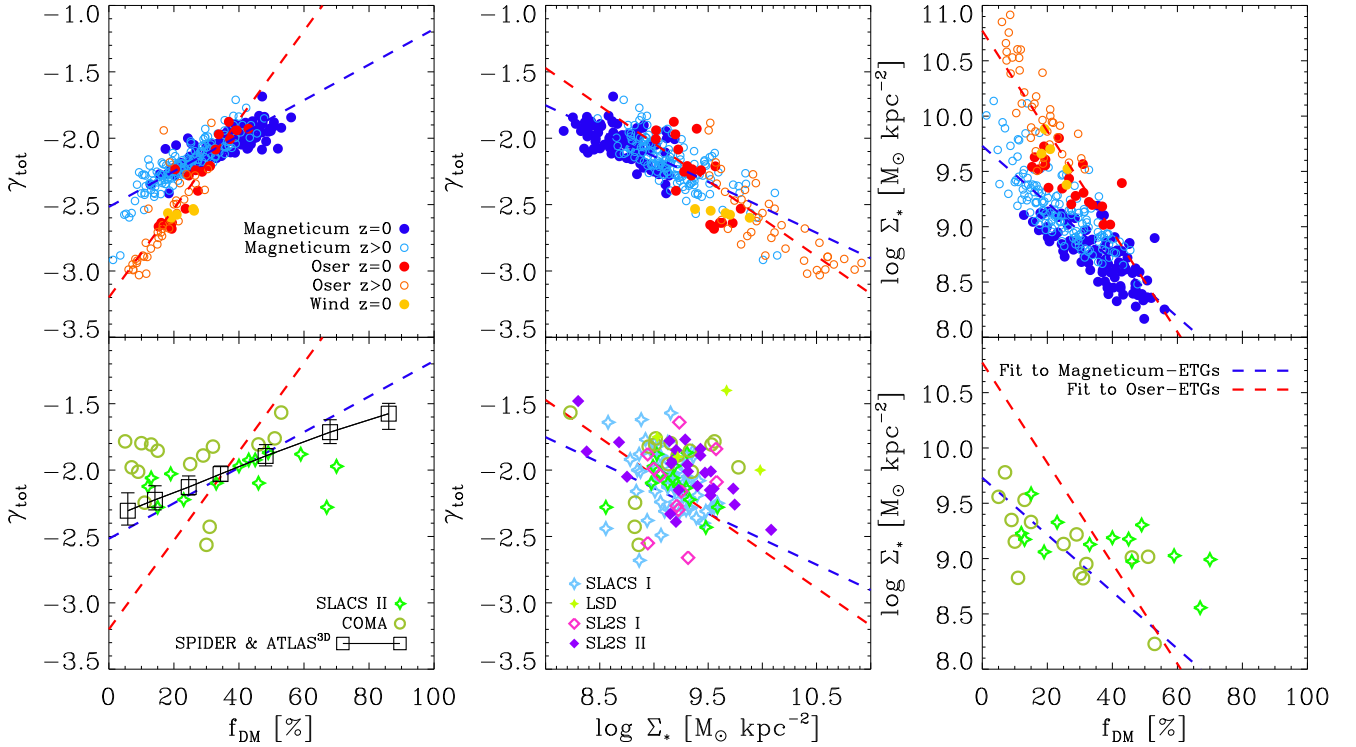 −1.0
−1.5
−2.0
−2.5
−3.0
−3.5
γtot
Magneticum z=0
Magneticum z>0
Oser z=0
Oser z>0
Wind z=0
−1.0
−1.5
−2.0
−2.5
−3.0
−3.5
γtot
11.0
10.5
10.0
9.5
9.0
8.5
8.0
log Σ* [M⊙ kpc−2]
−1.5
−2.0
−2.5
−3.0
−3.5
γtot
SLACS II
COMA
SPIDER & ATLAS3D
0 20 40 60 80 100
fDM [%]
−1.5
−2.0
−2.5
−3.0
−3.5
γtot
SLACS I
LSD
SL2S I
SL2S II
8.5 9.5 10.5
log Σ* [M⊙ kpc−2]
10.5
10.0
9.5
9.0
8.5
8.0
log Σ* [M⊙ kpc−2]
Fit to Magneticum−ETGs
Fit to Oser−ETGs
0 20 40 60 80 100
fDM [%]